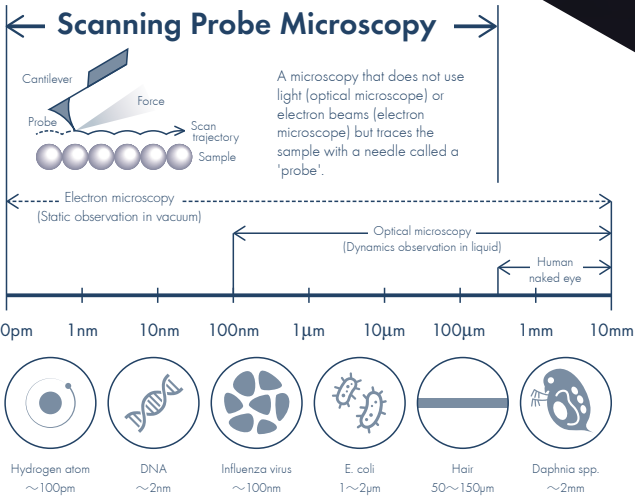 Scanning Probe Microscopy
Cantilever
Force
Probe
Scan
trajectory
Sample
A microscopy that does not use
light (optical microscope) or
electron beams (electron
microscope) but traces the
sample with a needle called a
'probe'.
Electron microscopy
(Static observation in vacuum)
Optical microscopy
(Dynamics observation in liquid)
Human
naked eye
0pm 1nm 10nm 100nm 1μm 10μm 100μm 1mm 10mm
Hydrogen atom
～100pm
DNA
～2nm
Influenza virus
～100nm
E. coli
1～2μm
Hair
50～150μm
Daphnia spp.
～2mm